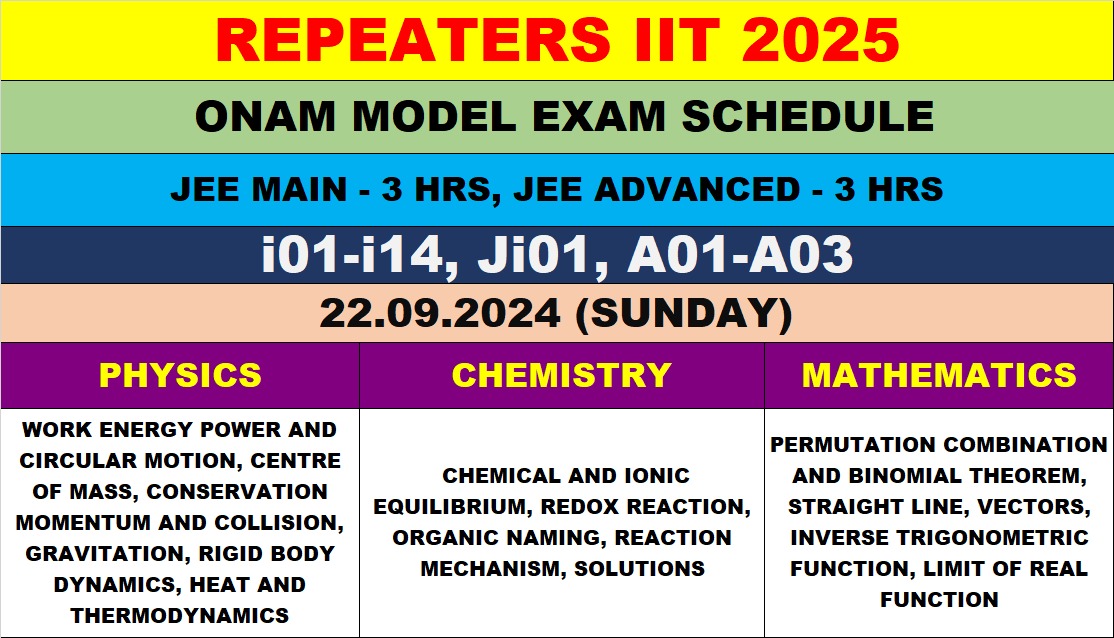 REPEATERS IIT 2025
ONAM MODEL EXAM SCHEDULE
JEE MAIN - 3 HRS, JEE ADVANCED - 3 HRS
i01-i14, Ji01, A01-A03
22.09.2024 (SUNDAY)
PHYSICS
WORK ENERGY POWER AND
CIRCULAR MOTION, CENTRE
OF MASS, CONSERVATION
MOMENTUM AND COLLISION,
GRAVITATION, RIGID BODY
DYNAMICS, HEAT AND
THERMODYNAMICS
CHEMISTRY
CHEMICAL AND IONIC
EQUILIBRIUM, REDOX REACTION,
ORGANIC NAMING, REACTION
MECHANISM, SOLUTIONS
MATHEMATICS
PERMUTATION COMBINATION
AND BINOMIAL THEOREM,
STRAIGHT LINE, VECTORS,
INVERSE TRIGONOMETRIC
FUNCTION, LIMIT OF REAL
FUNCTION